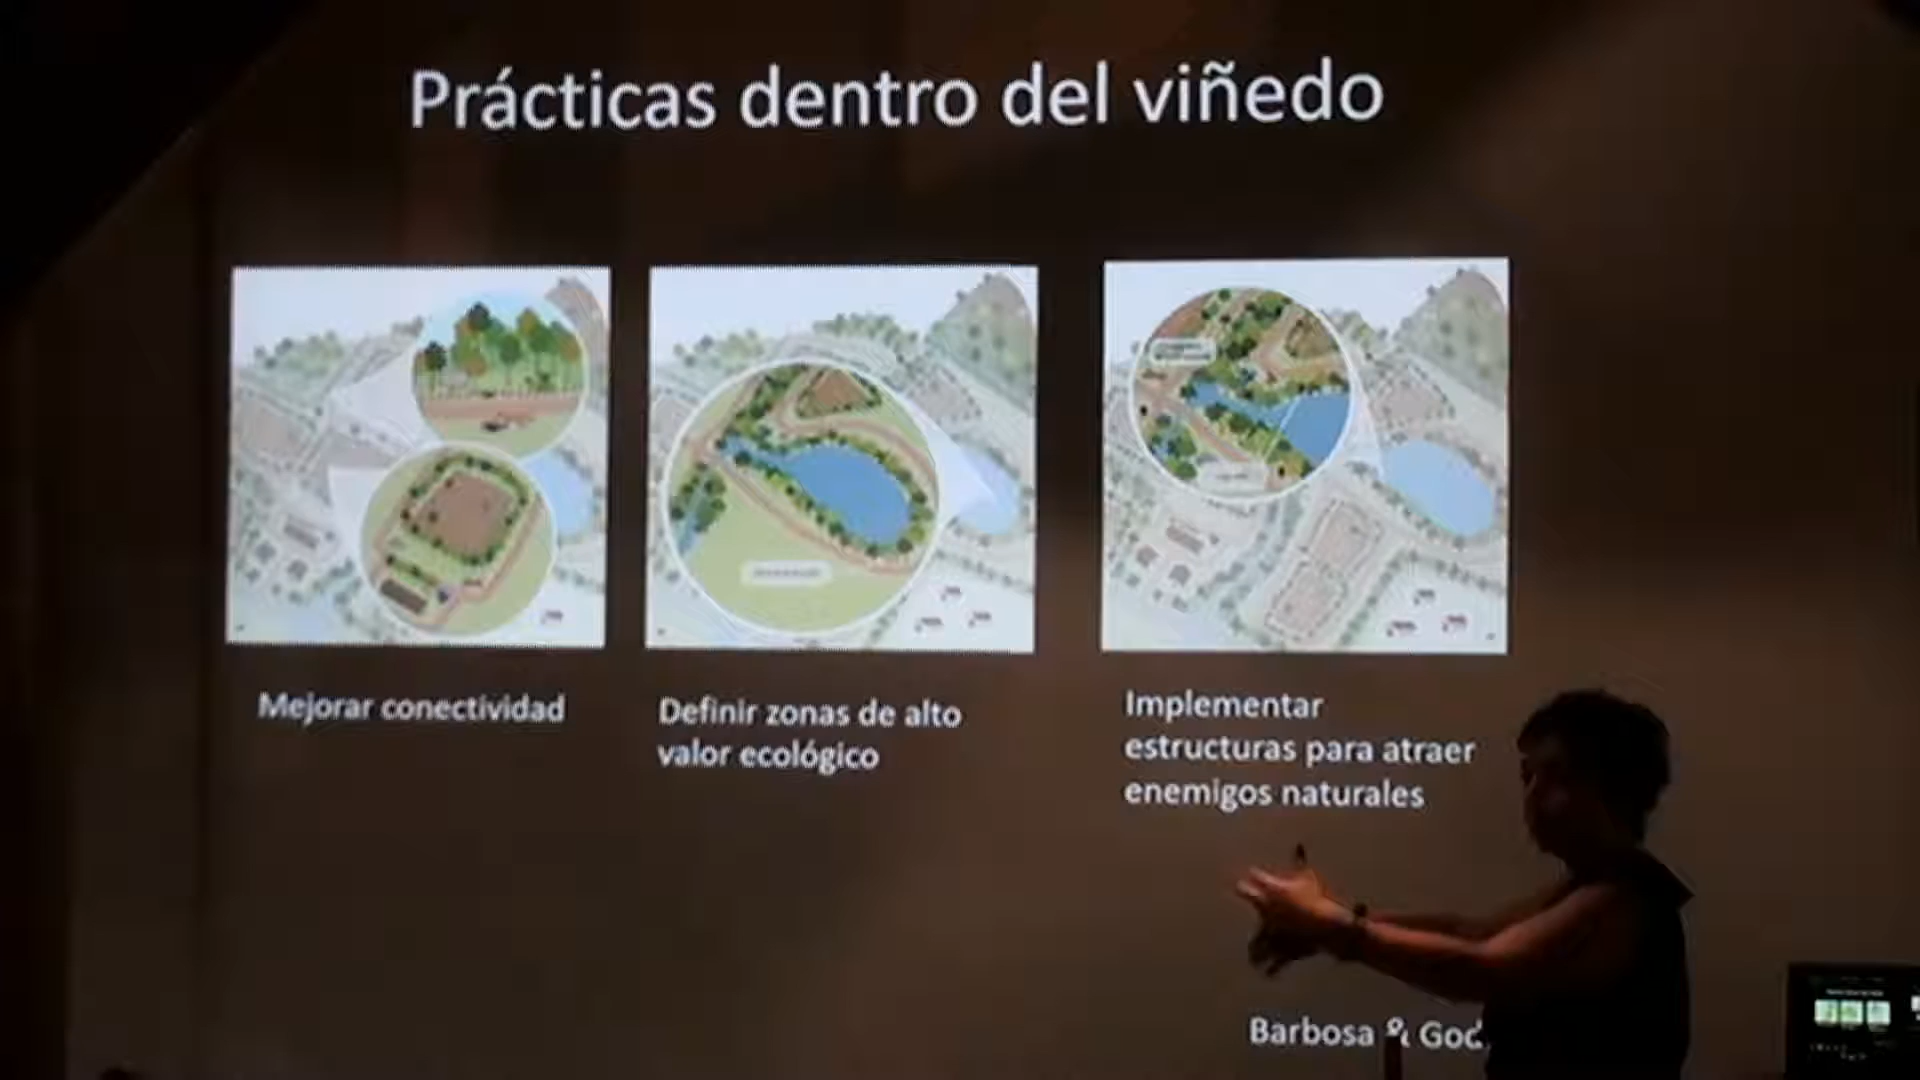 Prácticas dentro del viñedo
Mejorar conectividad
Definir zonas de alto
valor ecológico
Implementar
estructuras para atraer
enemigos naturales
Barbosa &